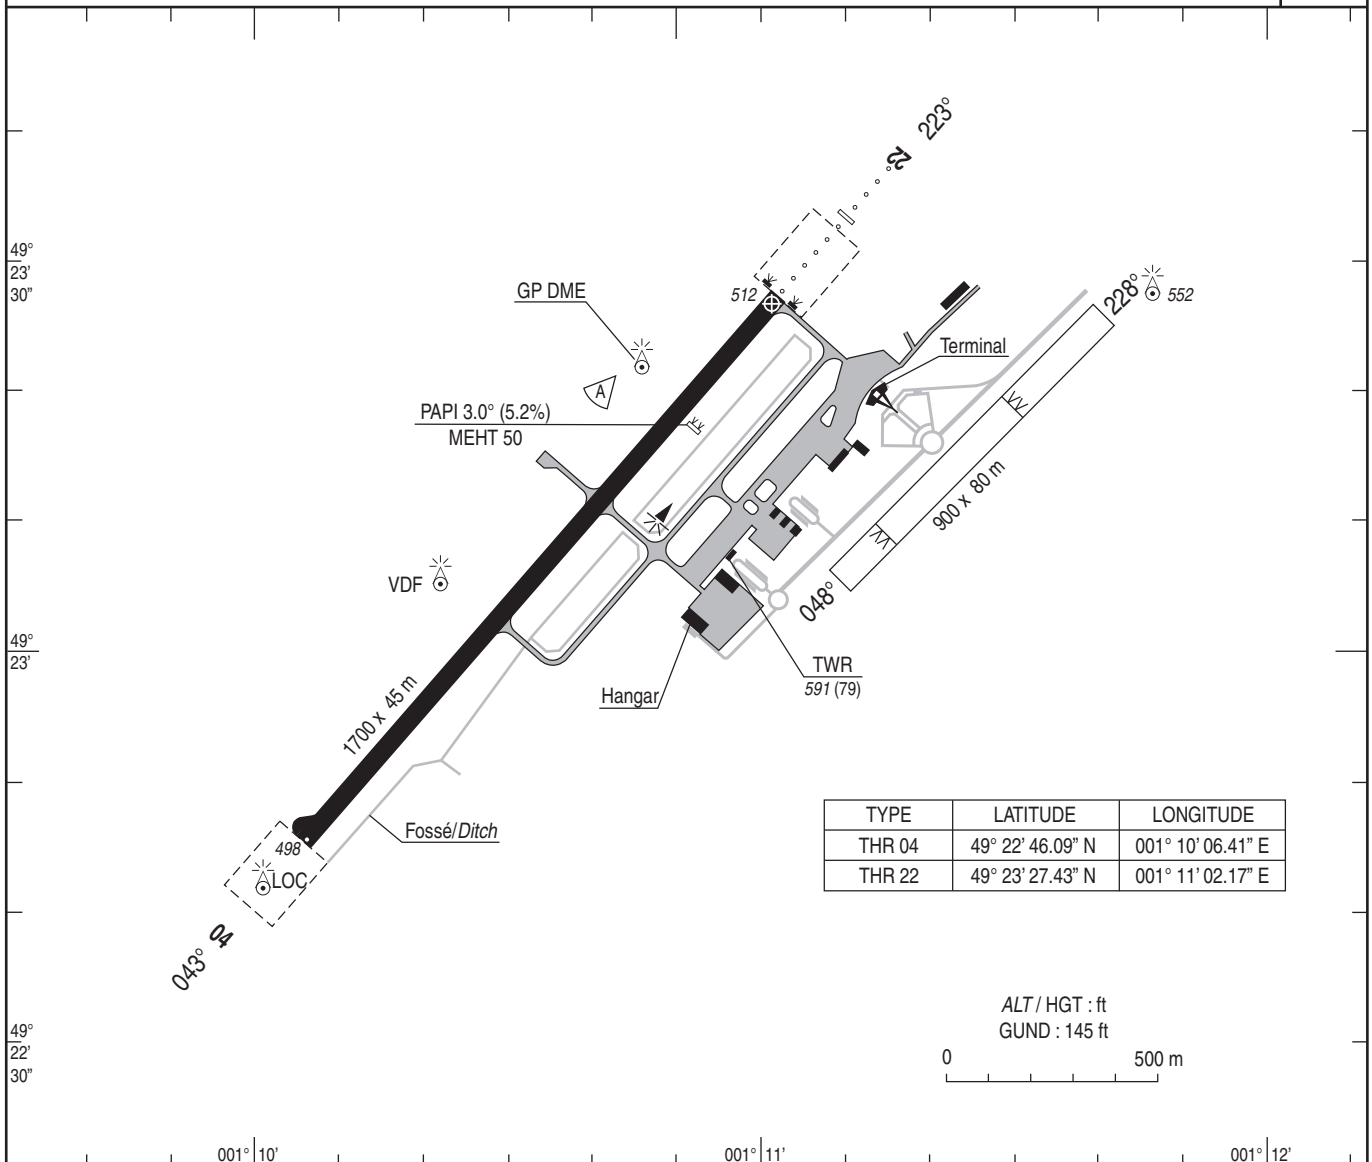 223°
22
49°
23'
30"
GP DME
512
228°
552
Terminal
A
PAPI 3.0° (5.2%)
MEHT 50
900 x 80 m
VDF
048°
49°
23'
TWR
591 (79)
Hangar
1700 x 45 m
Fossé/Ditch
498
LOC
04
043°
TYPE LATITUDE LONGITUDE
THR 04 49° 22' 46.09" N 001° 10' 06.41" E
THR 22 49° 23' 27.43" N 001° 11' 02.17" E
ALT / HGT : ft
GUND : 145 ft
0 500 m
49°
22'
30"
001° 10' 001° 11' 001° 12'